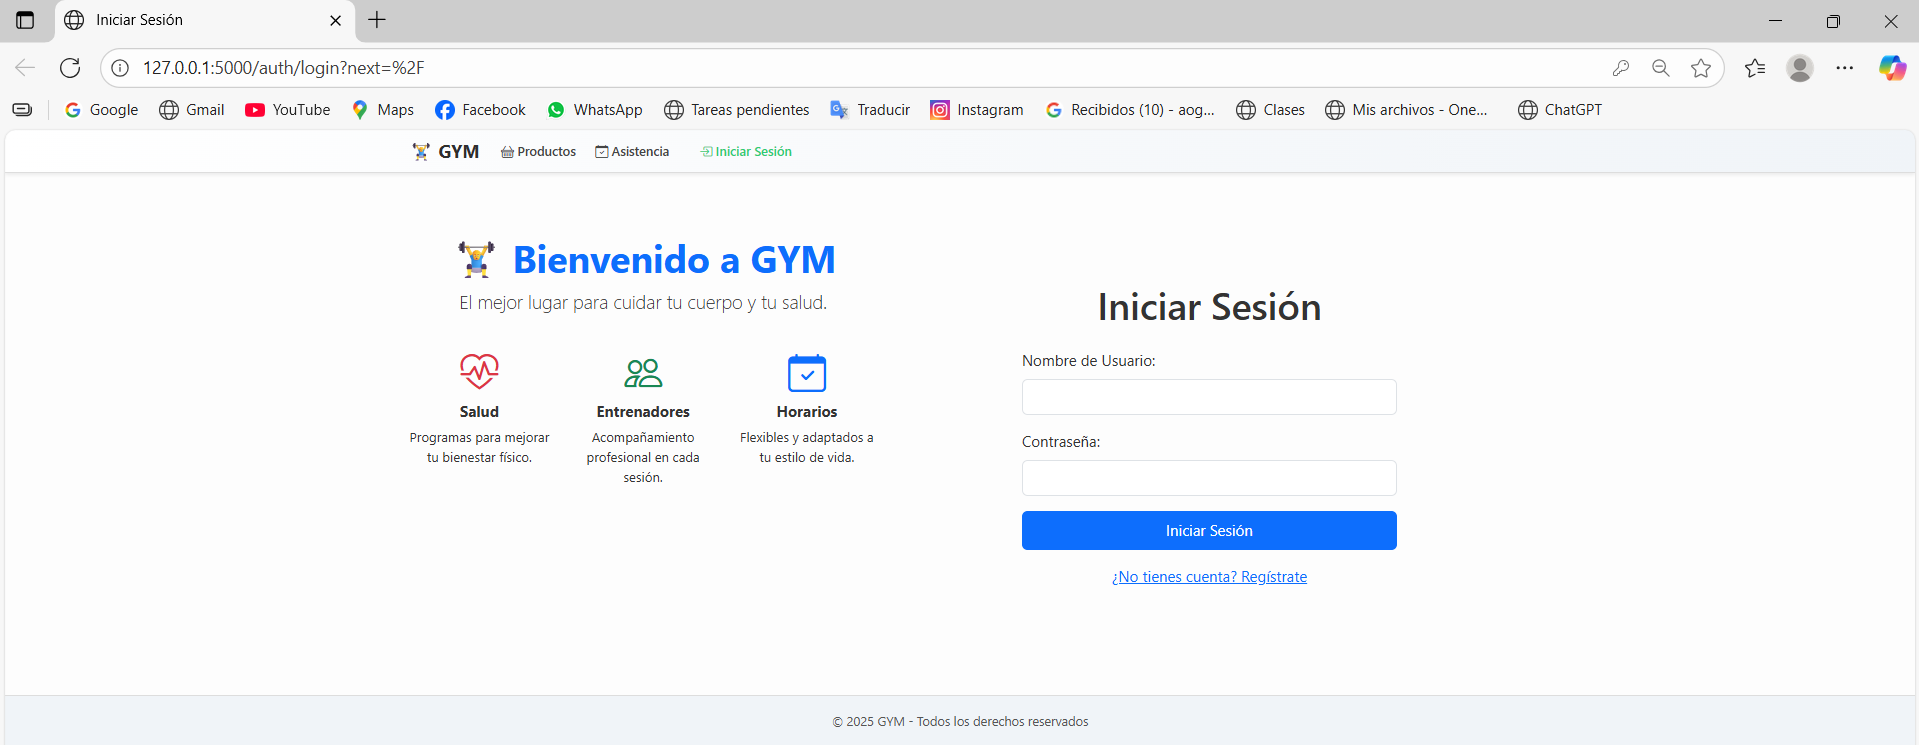 Iniciar Sesión
127.0.0.1:5000/auth/login?next=%2F
Google Gmail YouTube Maps Facebook WhatsApp Tareas pendientes Traducir Instagram Recibidos (10) - aog... Clases Mis archivos - One... ChatGPT
GYM Productos Asistencia Iniciar Sesión
Bienvenido a GYM
El mejor lugar para cuidar tu cuerpo y tu salud.
Salud
Programas para mejorar
tu bienestar físico.
Entrenadores
Acompañamiento
profesional en cada
sesión.
Horarios
Flexibles y adaptados a
tu estilo de vida.
Iniciar Sesión
Nombre de Usuario:
Contraseña:
Iniciar Sesión
¿No tienes cuenta? Regístrate
© 2025 GYM - Todos los derechos reservados